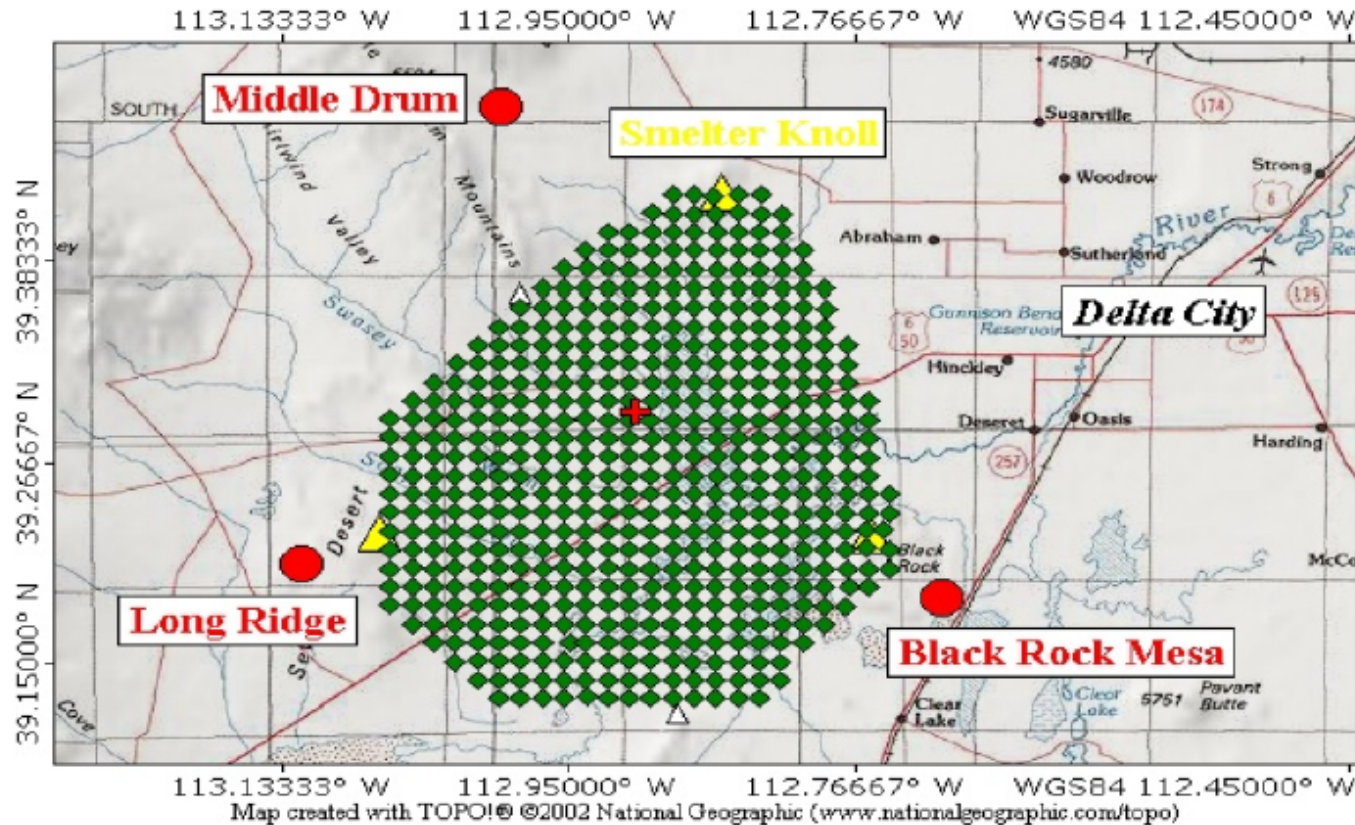 113.13333° W 112.95000° W 112.76667° W WGS84 112.45000° W
4580
Middle Drum
SOUTH
174
Sugarville
Smelter Knoll
Strong
Woodrow
6
Mountains
Valley
River
Abraham
Sutherland
39.38333° N
Swasey
125
Delta City
Gunnison Bend
Reservoir
6
50
Hinckley
Deseret
Oasis
Harding
257
39.26667° N
Desert
Black
Rock
Long Ridge
Black Rock Mesa
39.15000° N
Clear
Lake
Clear
Lake
5751
Pavant
Butte
Cove
113.13333° W 112.95000° W 112.76667° W WGS84 112.45000° W
Map created with TOPO!® ©2002 National Geographic (www.nationalgeographic.com/topo)